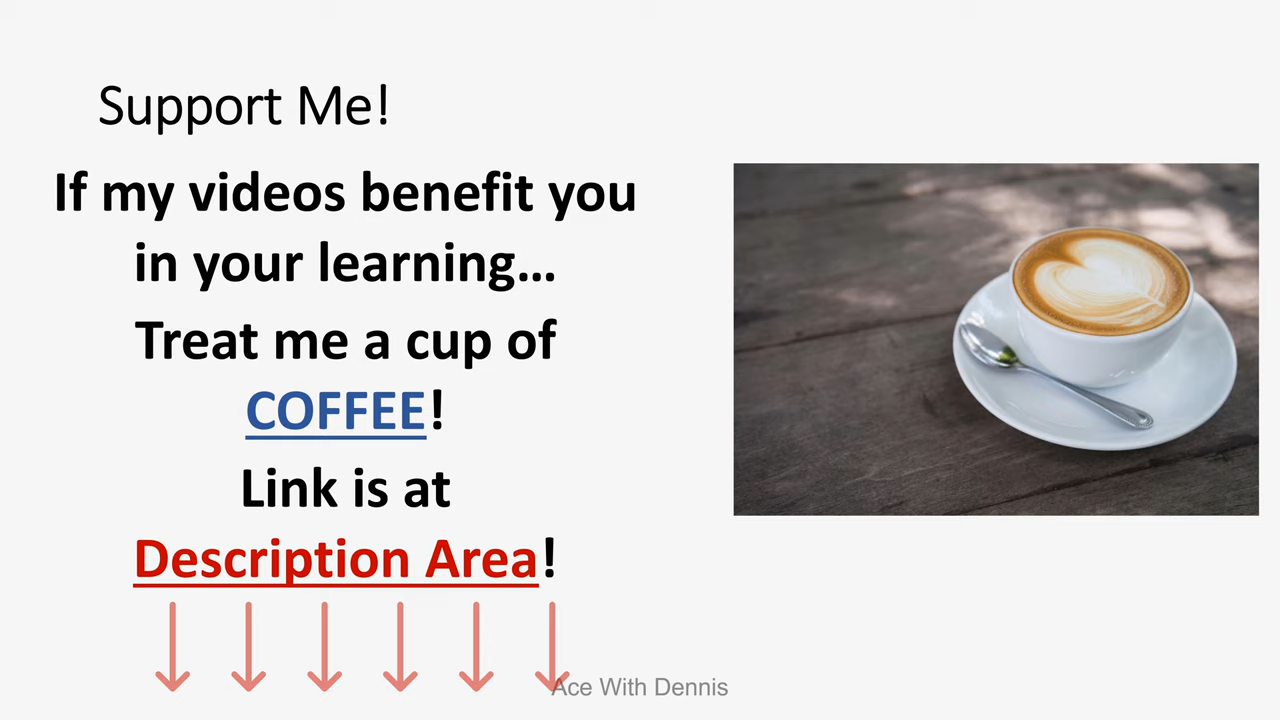 Support Me!
If my videos benefit you
in your learning…
Treat me a cup of
COFFEE!
Link is at
Description Area!
Ace With Dennis